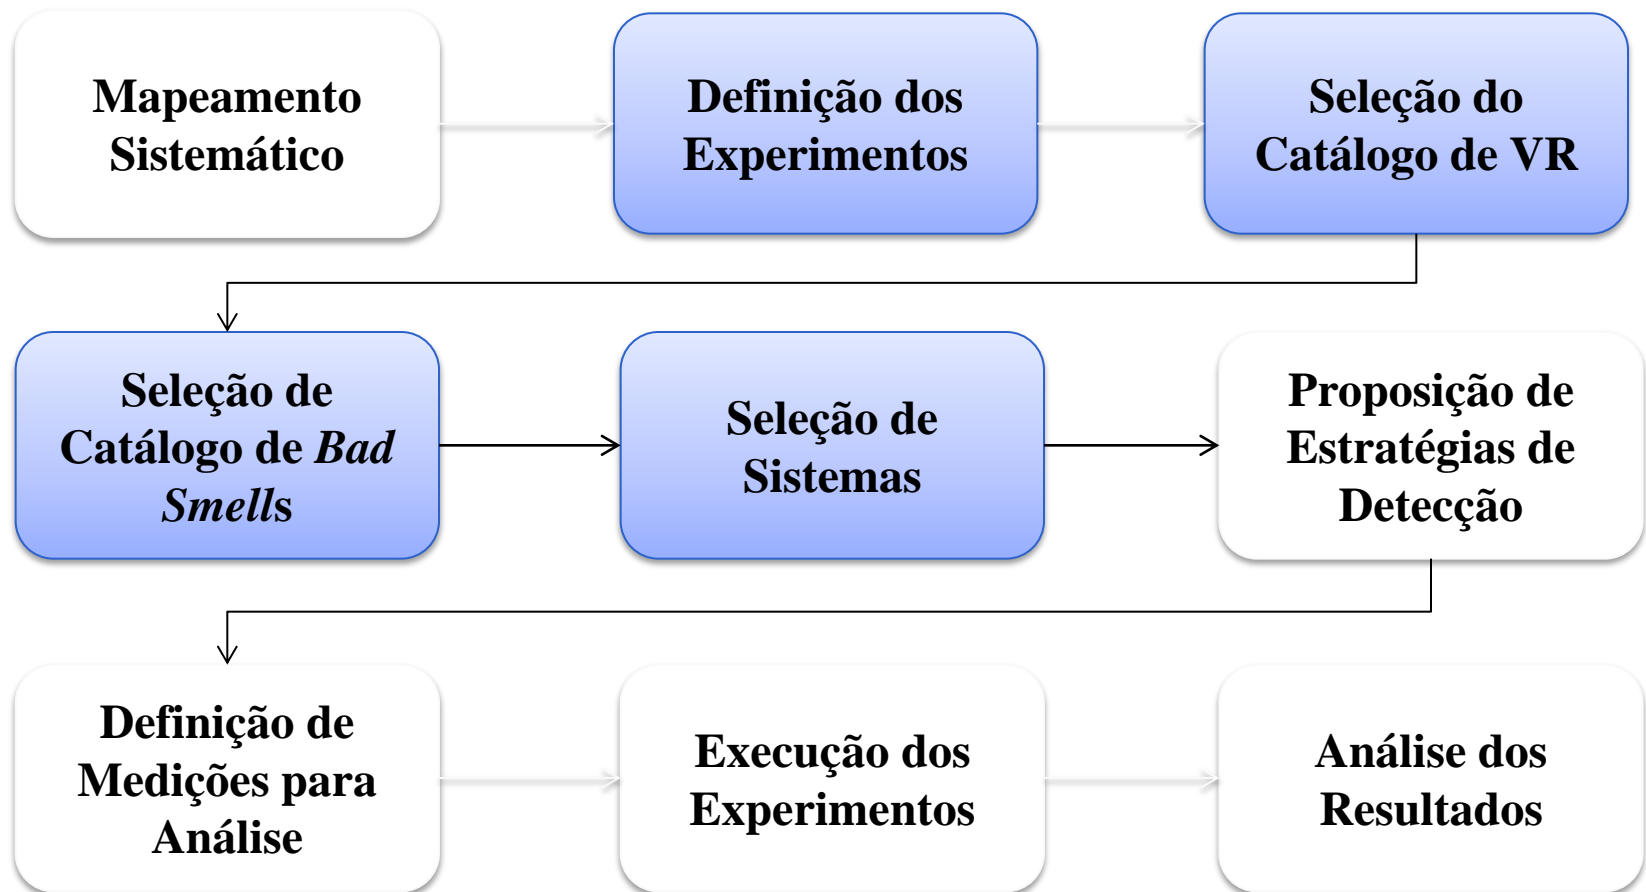 Mapeamento
Sistemático
Definição dos
Experimentos
Seleção do
Catálogo de VR
Seleção de
Catálogo de Bad
Smells
Seleção de
Sistemas
Proposição de
Estratégias de
Detecção
Definição de
Medições para
Análise
Execução dos
Experimentos
Análise dos
Resultados